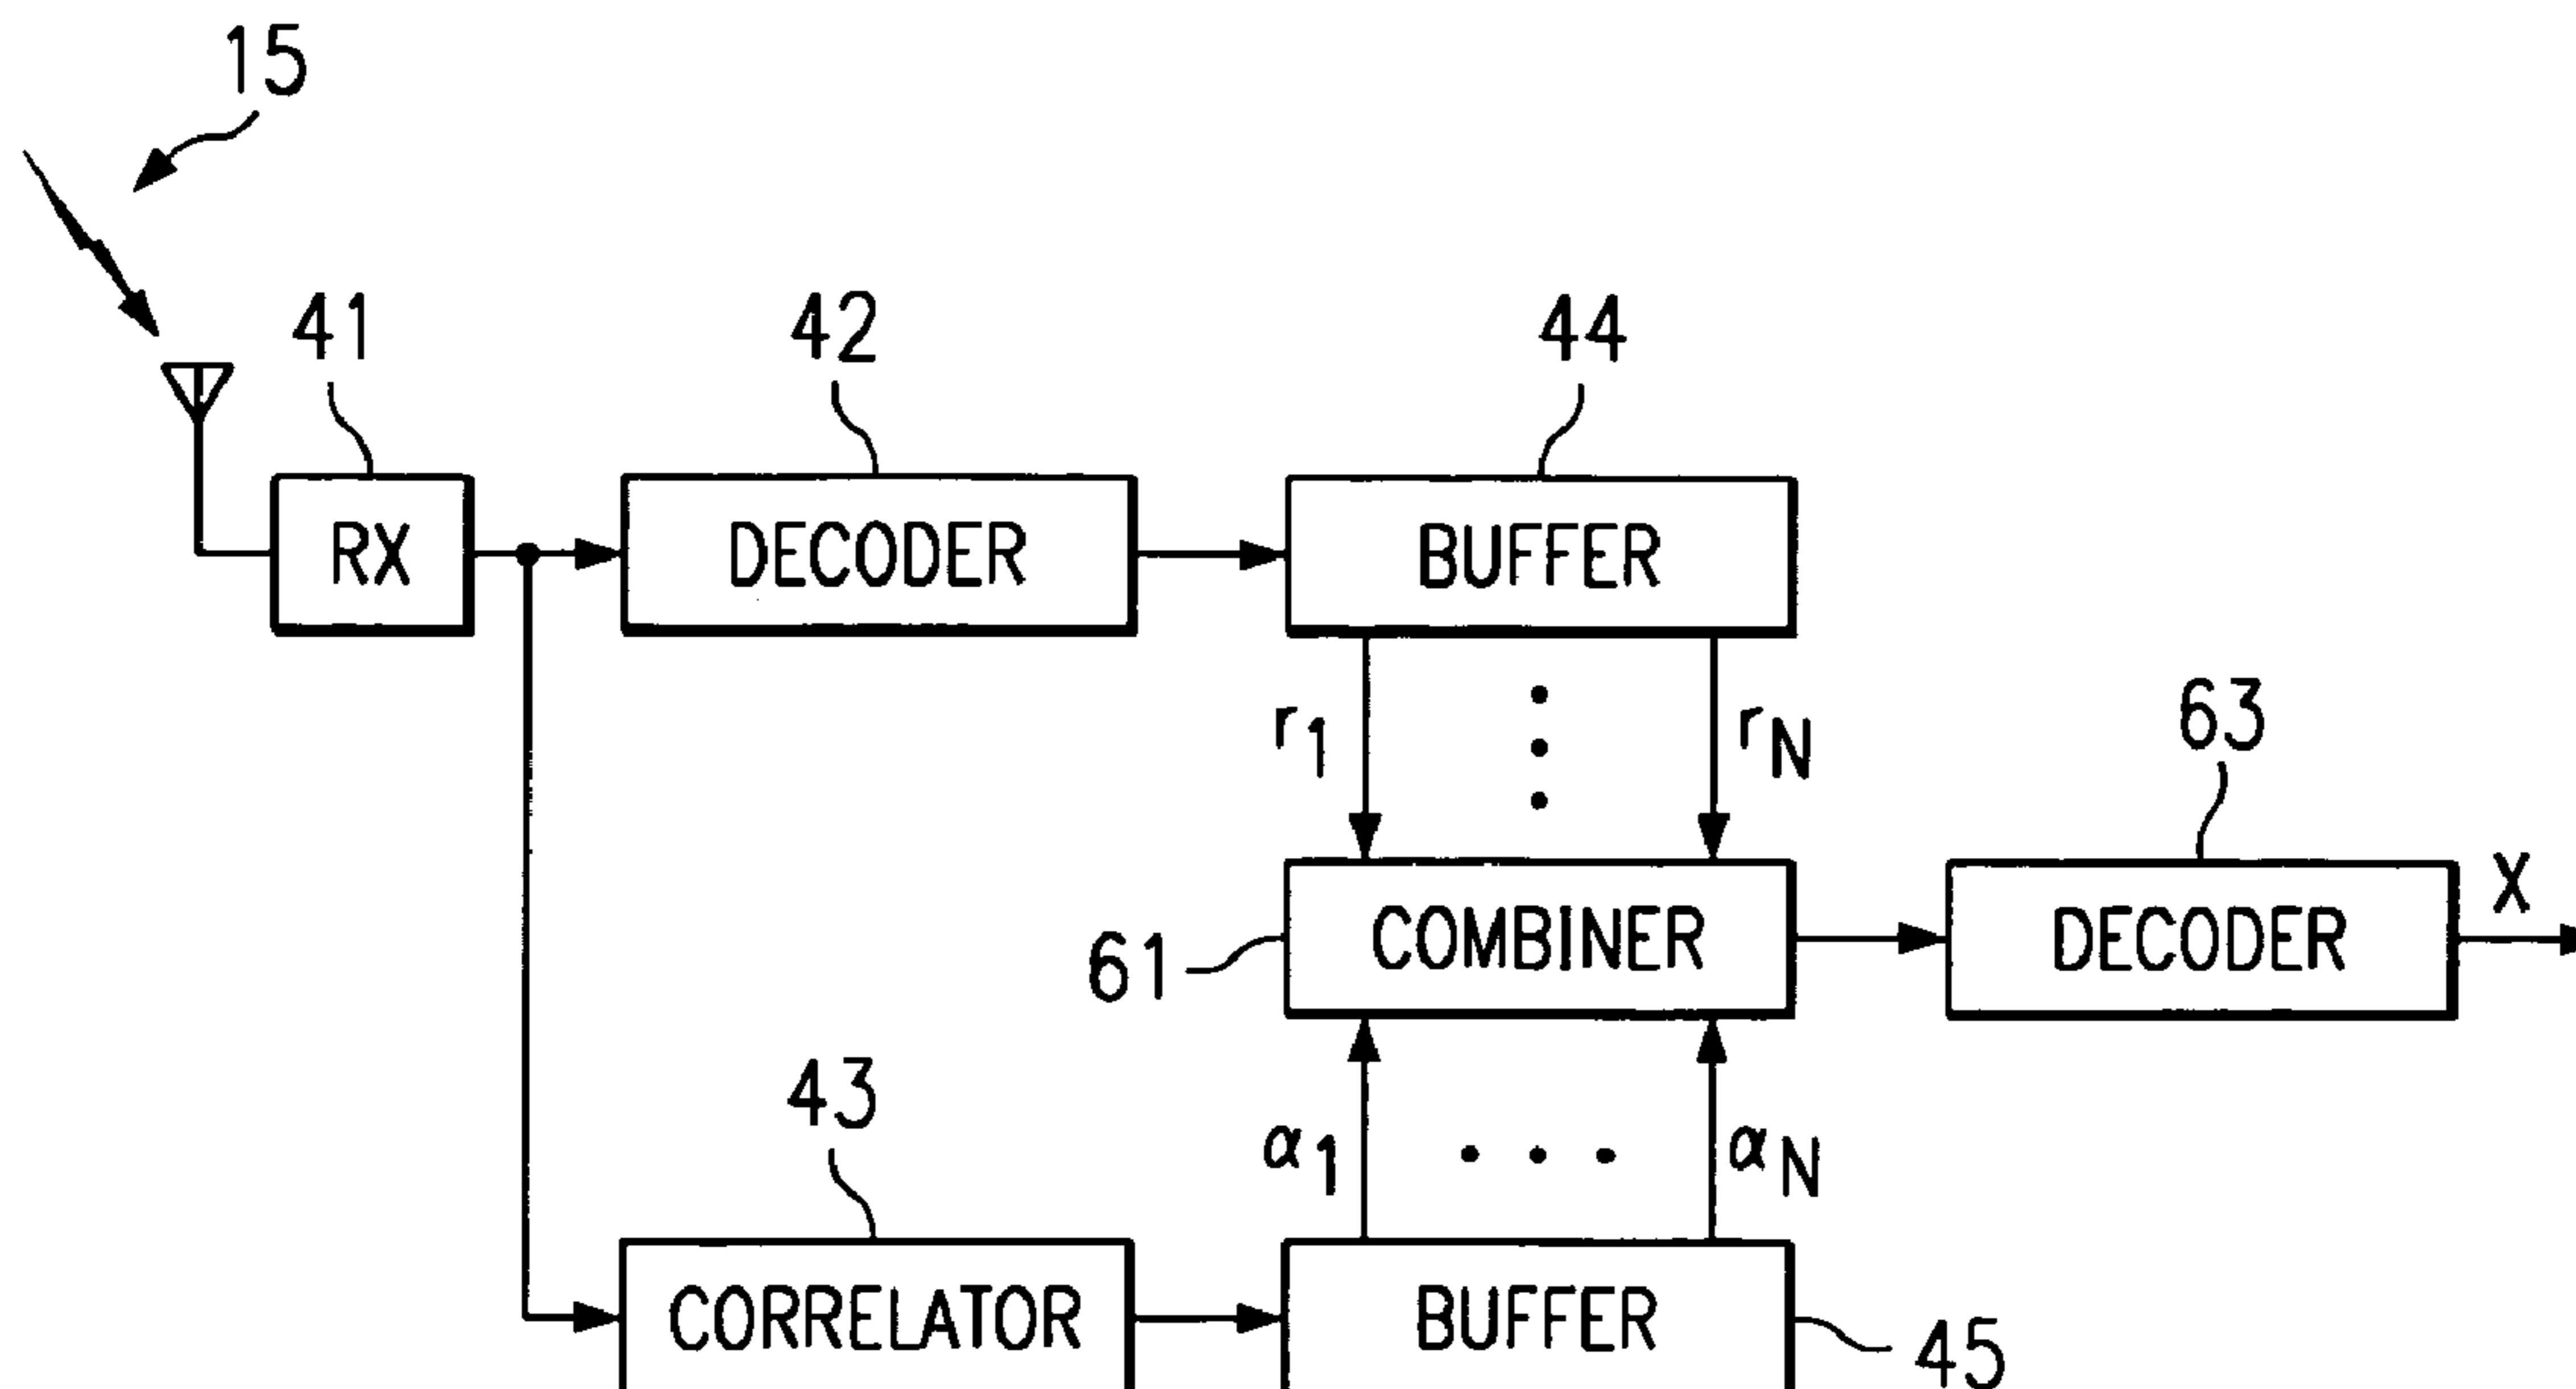 15
41
42
44
RX
DECODER
BUFFER
r1
rN
63
61
COMBINER
DECODER
X
43
α1
αN
CORRELATOR
BUFFER
45